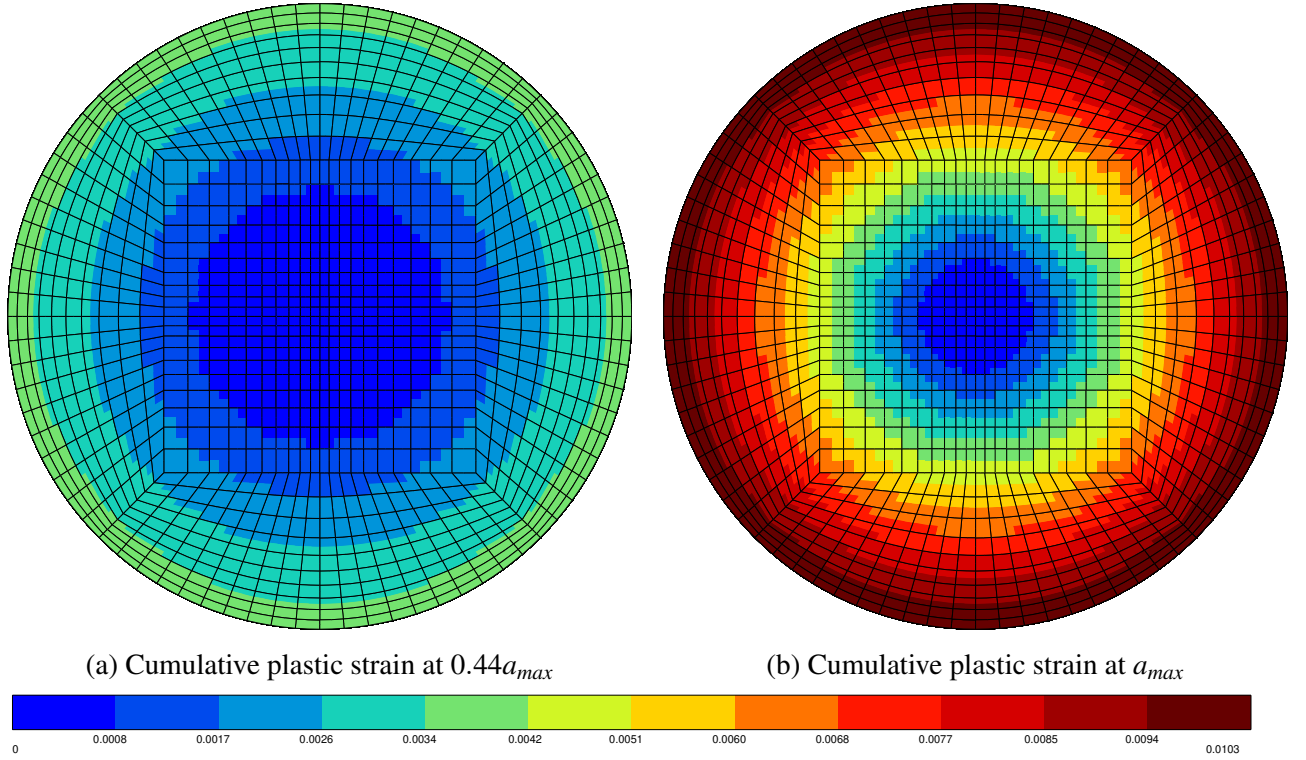 (a) Cumulative plastic strain at 0.44a_max (b) Cumulative plastic strain at a_max
0.0008 0.0017 0.0026 0.0034 0.0042 0.0051 0.0060 0.0068 0.0077 0.0085 0.0094
0 0.0103